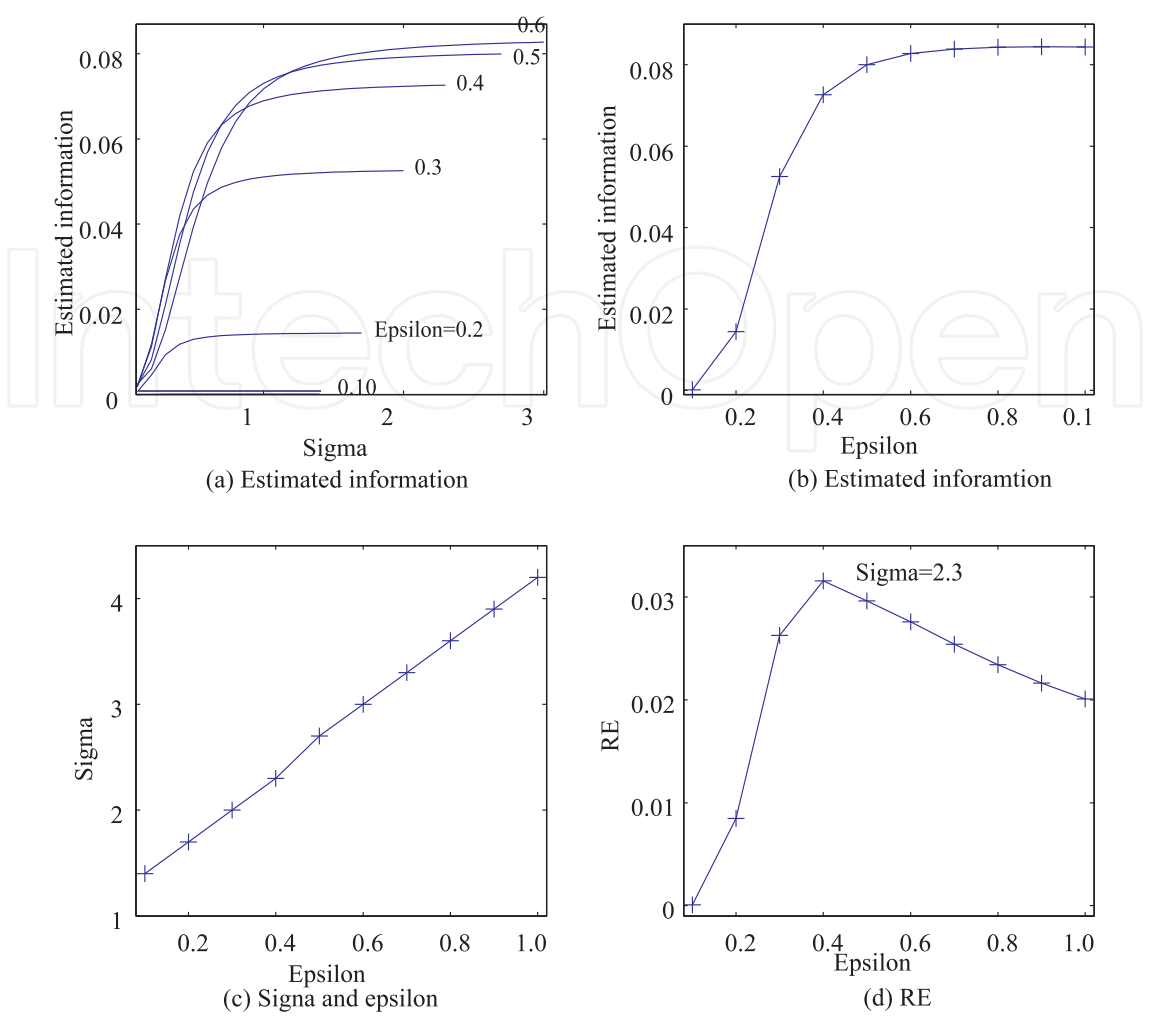 0.6
0.08
0.5
0.4
0.06
0.3
0.04
0.02
Epsilon=0.2
0.10
0
1
2
3
Estimated information
Sigma
(a) Estimated information
0.08
0.06
0.04
0.02
0
0.2
0.4
0.6
0.8
0.1
Estimated information
Epsilon
(b) Estimated inforamtion
4
3
2
1
0.2
0.4
0.6
0.8
1.0
Sigma
Epsilon
(c) Signa and epsilon
Sigma=2.3
0.03
0.02
0.01
0
0.2
0.4
0.6
0.8
1.0
RE
Epsilon
(d) RE
IntechOpen